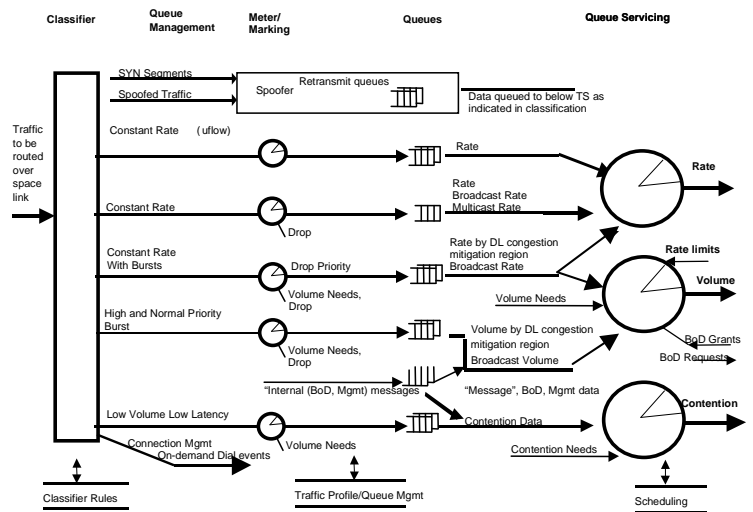 Classifier
Queue
Management
Meter/
Marking
Queues
Queue Servicing
SYN Segments
Spoofed Traffic
Spoofer
Retransmit queues
Data queued to below TS as
indicated in classification
Traffic
to be
routed
over
space
link
Constant Rate ( uflow)
Rate
Rate
Constant Rate
Drop
Rate
Broadcast Rate
Multicast Rate
Constant Rate
With Bursts
Drop Priority
Volume Needs,
Drop
Rate by DL congestion
mitigation region
Broadcast Rate
Rate limits
Volume
Volume Needs
High and Normal Priority
Burst
Volume Needs,
Drop
Volume by DL congestion
mitigation region
Broadcast Volume
BoD Grants
BoD Requests
"Internal (BoD, Mgmt) messages
"Message", BoD, Mgmt data
Low Volume Low Latency
Volume Needs
Contention Data
Contention
Contention Needs
Connection Mgmt
On-demand Dial events
Classifier Rules
Traffic Profile/Queue Mgmt
Scheduling